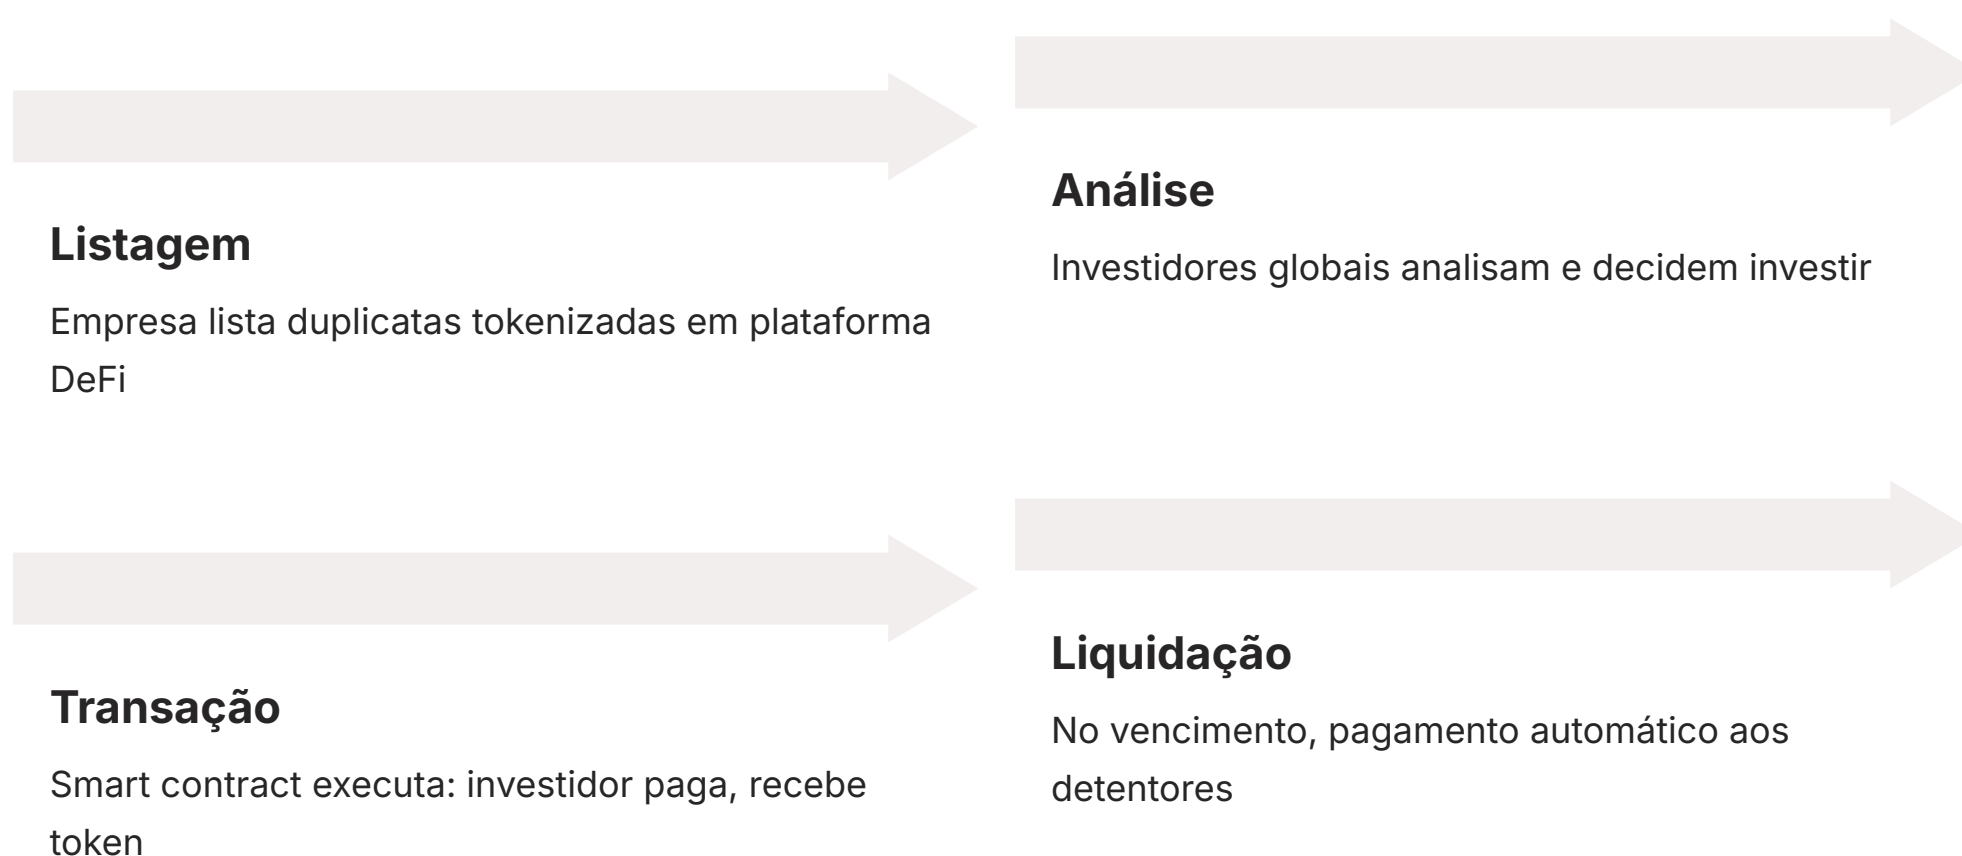 Listagem
Empresa lista duplicatas tokenizadas em plataforma
DeFi
Análise
Investidores globais analisam e decidem investir
Transação
Smart contract executa: investidor paga, recebe
token
Liquidação
No vencimento, pagamento automático aos
detentores